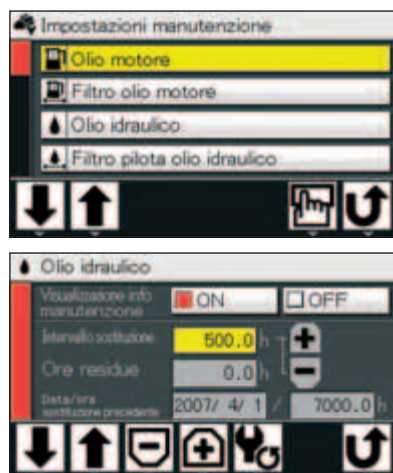 Impostazioni manutenzione
Olio motore
Filtro olio motore
Olio idraulico
Filtro pilota olio idraulico
Olio idraulico
Visualizzazione info manutenzione ON OFF
Intervallo sostituzione 500.0 h
Ore residue 0.0 h
Data/ora sostituzione precedente 2007/ 4/ 1 / 7000.0 h